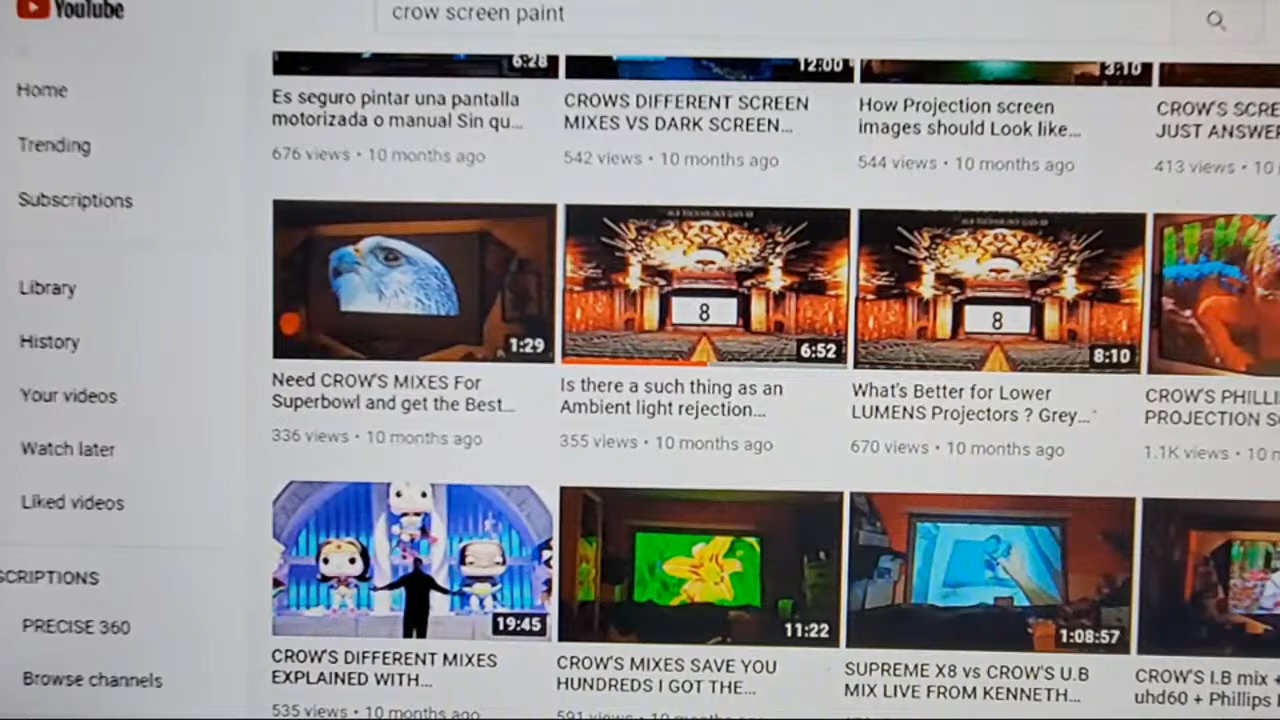 YouTube
crow screen paint
Home
Trending
Subscriptions
Library
History
Your videos
Watch later
Liked videos
SCRIPTIONS
PRECISE 360
Browse channels
6:28
Es seguro pintar una pantalla
motorizada o manual Sin qu...
676 views • 10 months ago
12:00
CROWS DIFFERENT SCREEN
MIXES VS DARK SCREEN...
542 views • 10 months ago
3:10
How Projection screen
images should Look like...
544 views • 10 months ago
CROW'S SCRE
JUST ANSWE
413 views • 10
1:29
Need CROW'S MIXES For
Superbowl and get the Best...
336 views • 10 months ago
8
6:52
Is there a such thing as an
Ambient light rejection...
355 views • 10 months ago
8
8:10
What's Better for Lower
LUMENS Projectors ? Grey...
670 views • 10 months ago
CROW'S PHILLI
PROJECTION S
1.1K views • 10 m
19:45
CROW'S DIFFERENT MIXES
EXPLAINED WITH...
535 views • 10 months ago
11:22
CROW'S MIXES SAVE YOU
HUNDREDS I GOT THE...
591 views • 10 months ago
1:08:57
SUPREME X8 vs CROW'S U.B
MIX LIVE FROM KENNETH...
CROW'S I.B mix +
uhd60 + Phillips